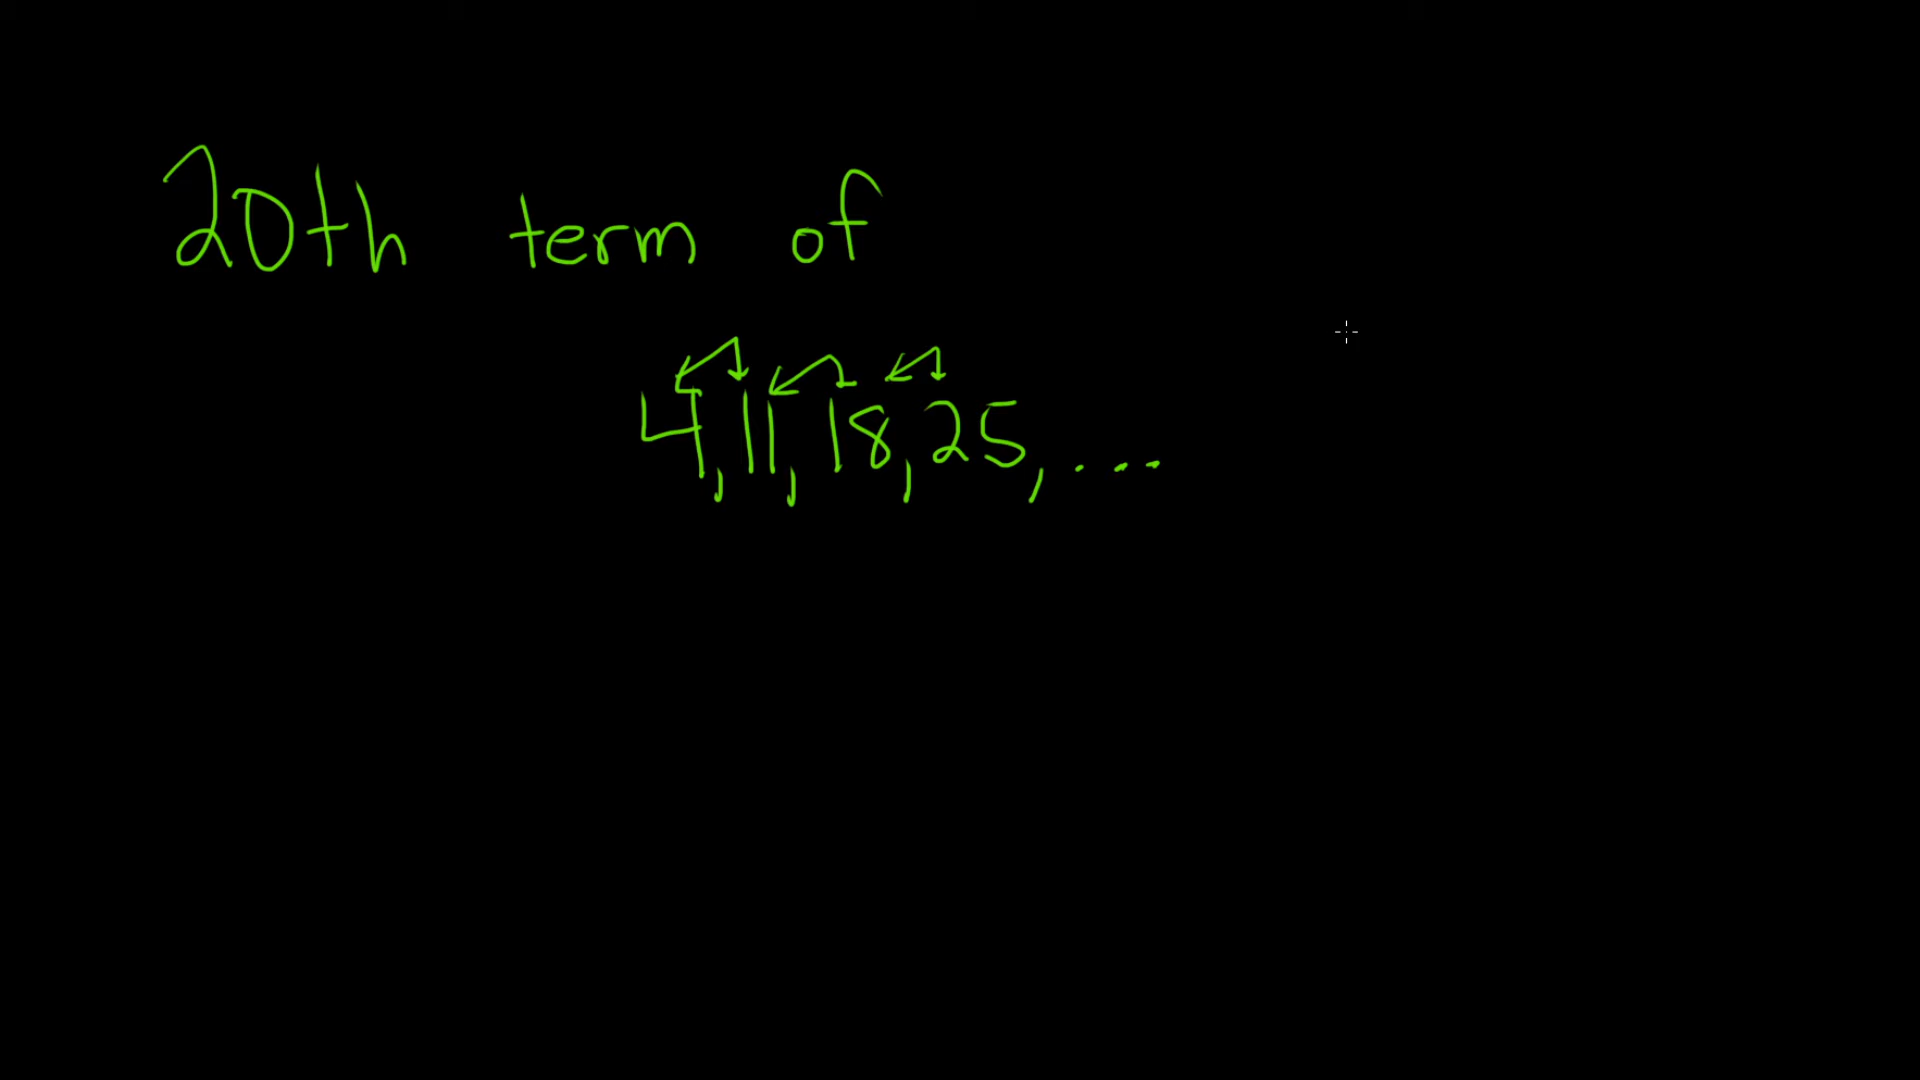 20th term of
4, 11, 18, 25, ....